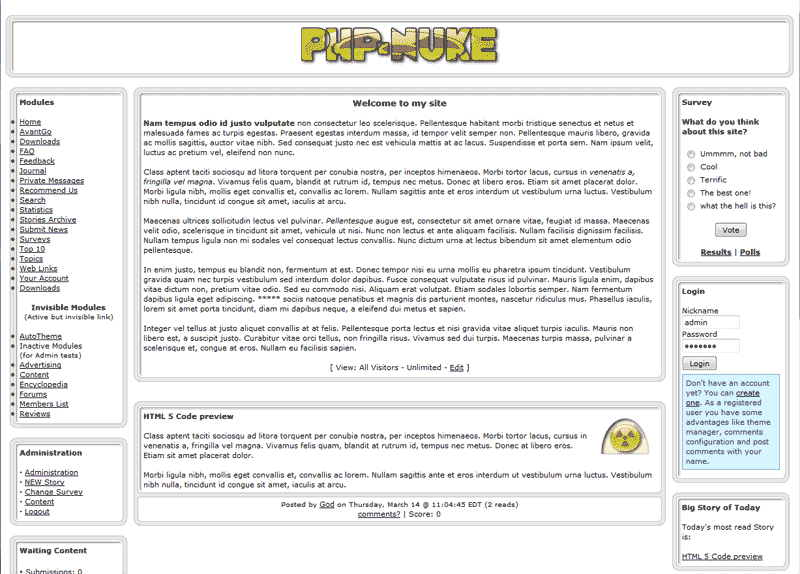 PHP-NUKE
Modules
Home
AvantGo
Downloads
FAQ
Feedback
Journal
Private Messages
Recommend Us
Search
Statistics
Stories Archive
Submit News
Surveys
Top 10
Topics
Web Links
Your Account
Downloads
Invisible Modules
(Active but invisible link)
AutoTheme
Inactive Modules
(for Admin tests)
Advertising
Content
Encyclopedia
Forums
Members List
Reviews
Administration
· Administration
· NEW Story
· Change Survey
· Content
· Logout
Waiting Content
· Submissions: 0
Welcome to my site
Nam tempus odio id justo vulputate non consectetur leo scelerisque. Pellentesque habitant morbi tristique senectus et netus et
malesuada fames ac turpis egestas. Praesent egestas interdum massa, id tempor velit semper non. Pellentesque mauris libero, gravida
ac mollis sagittis, auctor vitae nibh. Sed consequat justo nec est vehicula mattis at ac lacus. Suspendisse et porta sem. Nam ipsum velit,
luctus ac pretium vel, eleifend non nunc.
Class aptent taciti sociosqu ad litora torquent per conubia nostra, per inceptos himenaeos. Morbi tortor lacus, cursus in venenatis a,
fringilla vel magna. Vivamus felis quam, blandit at rutrum id, tempus nec metus. Donec at libero eros. Etiam sit amet placerat dolor.
Morbi ligula nibh, mollis eget convallis et, convallis ac lorem. Nullam sagittis ante et eros interdum ut vestibulum urna luctus. Vestibulum
nibh nulla, tincidunt id congue sit amet, iaculis at arcu.
Maecenas ultrices sollicitudin lectus vel pulvinar. Pellentesque augue est, consectetur sit amet ornare vitae, feugiat id massa. Maecenas
velit odio, scelerisque in tincidunt sit amet, vehicula ut nisi. Nunc non lectus et ante aliquam facilisis. Nullam facilisis dignissim facilisis.
Nullam tempus ligula non mi sodales vel consequat lectus convallis. Nunc dictum urna at lectus bibendum sit amet elementum odio
pellentesque.
In enim justo, tempus eu blandit non, fermentum at est. Donec tempor nisi eu urna mollis eu pharetra ipsum tincidunt. Vestibulum
gravida quam nec turpis vestibulum sed interdum dolor dapibus. Fusce consequat vulputate risus id pulvinar. Mauris ligula enim, dapibus
vitae dictum non, pretium vitae odio. Sed eu commodo nisi. Aliquam erat volutpat. Etiam sodales lobortis semper. Nam fermentum
dapibus ligula eget adipiscing. ***** sociis natoque penatibus et magnis dis parturient montes, nascetur ridiculus mus. Phasellus iaculis,
lorem sit amet porta tincidunt, diam mi dapibus neque, a eleifend dui metus et sapien.
Integer vel tellus at justo aliquet convallis at at felis. Pellentesque porta lectus et nisi gravida vitae aliquet turpis iaculis. Mauris non
libero est, a suscipit justo. Curabitur vitae orci tellus, non fringilla risus. Vivamus sed dui turpis. Maecenas turpis massa, pulvinar a
scelerisque et, congue at eros. Nullam eu facilisis sapien.
[ View: All Visitors - Unlimited - Edit ]
HTML 5 Code preview
Class aptent taciti sociosqu ad litora torquent per conubia nostra, per inceptos himenaeos. Morbi tortor lacus, cursus in
venenatis a, fringilla vel magna. Vivamus felis quam, blandit at rutrum id, tempus nec metus. Donec at libero eros.
Etiam sit amet placerat dolor.
Morbi ligula nibh, mollis eget convallis et, convallis ac lorem. Nullam sagittis ante et eros interdum ut vestibulum urna luctus. Vestibulum
nibh nulla, tincidunt id congue sit amet, iaculis at arcu.
Posted by God on Thursday, March 14 @ 11:04:45 EDT (2 reads)
comments? | Score: 0
Survey
What do you think
about this site?
Ummmm, not bad
Cool
Terrific
The best one!
what the hell is this?
Vote
Results | Polls
Login
Nickname
admin
Password
•••••••
Login
Don't have an account
yet? You can create
one. As a registered
user you have some
advantages like theme
manager, comments
configuration and post
comments with your
name.
Big Story of Today
Today's most read Story
is:
HTML 5 Code preview